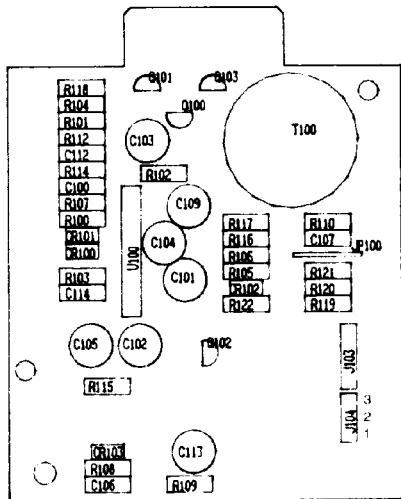 Q101
Q103
R118
R104
Q100
R101
T100
R112
C103
C112
R114
R102
C100
R107
C109
R100
R117
R110
CR101
U100
C104
R116
C107
JP100
CR100
R106
R103
C101
R105
R121
C114
CR102
R120
R122
R119
C105
C102
Q102
J103
R115
J104
3
2
1
CR103
C113
R108
C106
R109